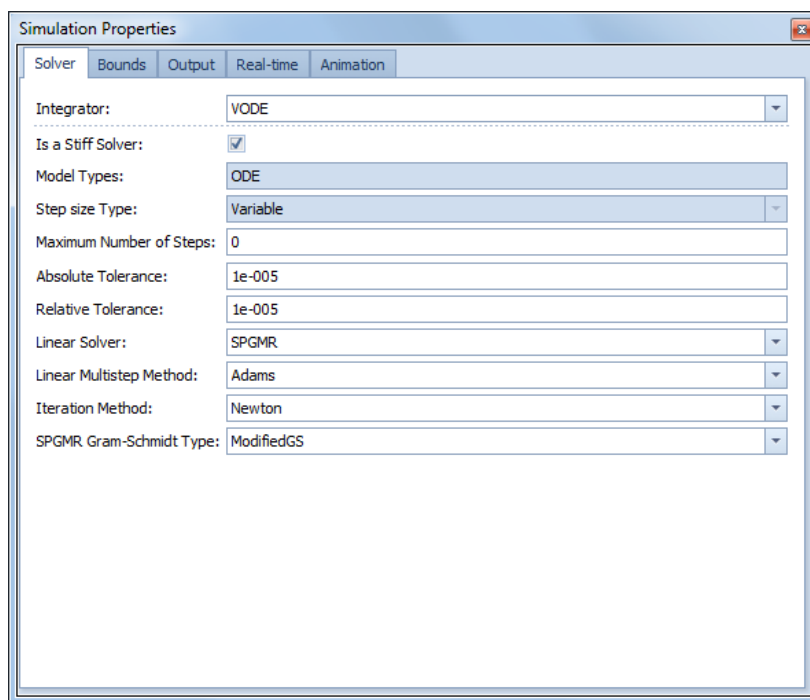 Simulation Properties
Solver Bounds Output Real-time Animation
Integrator: VODE
Is a Stiff Solver:
Model Types: ODE
Step size Type: Variable
Maximum Number of Steps: 0
Absolute Tolerance: 1e-005
Relative Tolerance: 1e-005
Linear Solver: SPGMR
Linear Multistep Method: Adams
Iteration Method: Newton
SPGMR Gram-Schmidt Type: ModifiedGS